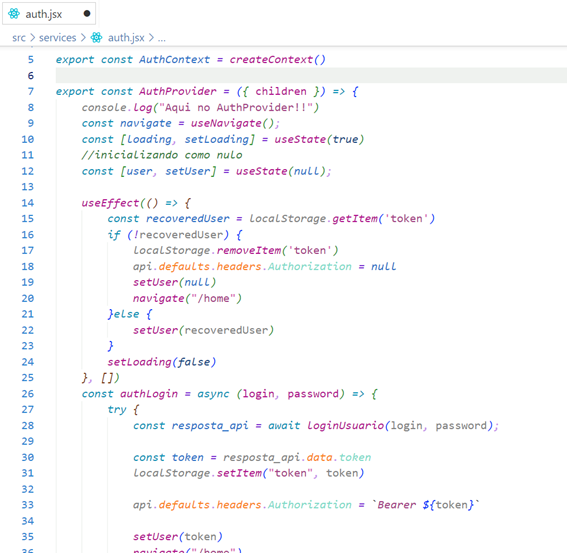 auth.jsx
src > services > auth.jsx > ...
5 export const AuthContext = createContext()
6
7 export const AuthProvider = ({ children }) => {
8     console.log("Aqui no AuthProvider!!")
9     const navigate = useNavigate();
10     const [loading, setLoading] = useState(true)
11     //inicializando como nulo
12     const [user, setUser] = useState(null);
13
14     useEffect(() => {
15         const recoveredUser = localStorage.getItem('token')
16         if (!recoveredUser) {
17             localStorage.removeItem('token')
18             api.defaults.headers.Authorization = null
19             setUser(null)
20             navigate("/home")
21         }else {
22             setUser(recoveredUser)
23         }
24         setLoading(false)
25     }, [])
26     const authLogin = async (login, password) => {
27         try {
28             const resposta_api = await loginUsuario(login, password);
29
30             const token = resposta_api.data.token
31             localStorage.setItem("token", token)
32
33             api.defaults.headers.Authorization = `Bearer ${token}`
34
35             setUser(token)
36             navigate("/home")